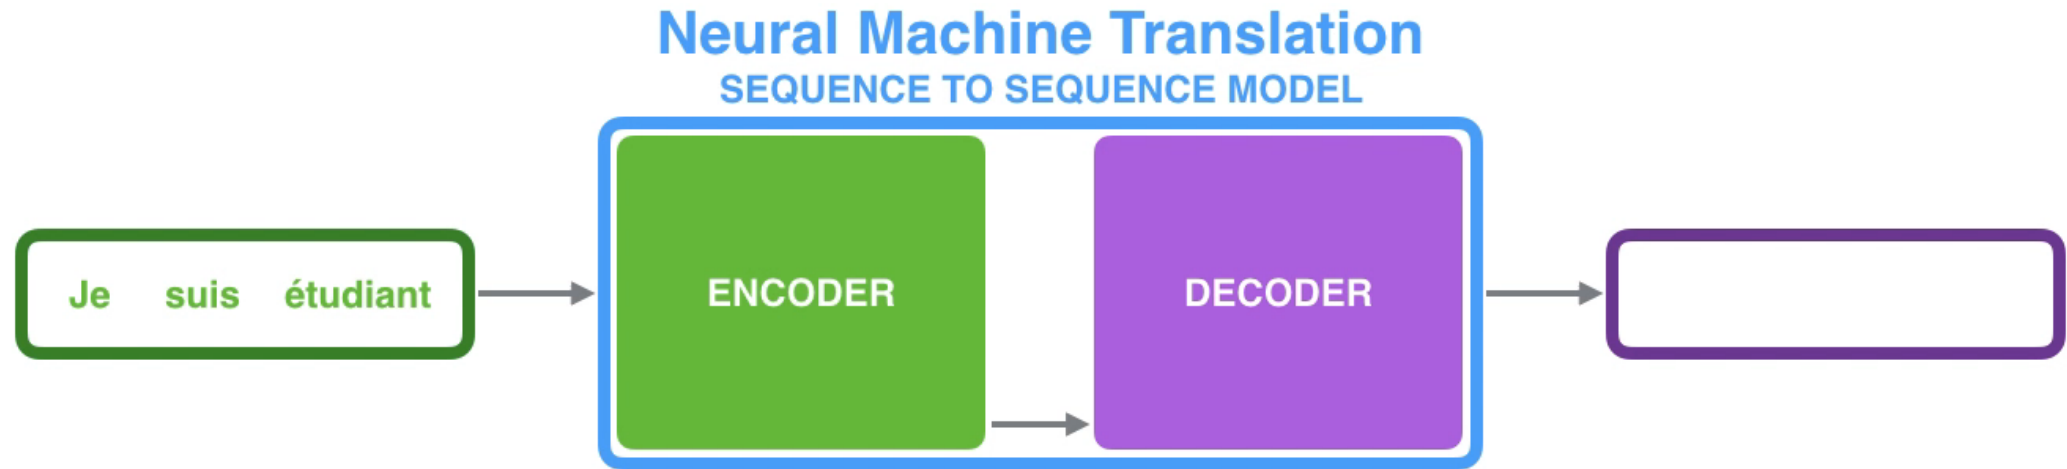 Neural Machine Translation
SEQUENCE TO SEQUENCE MODEL
Je suis étudiant
ENCODER
DECODER